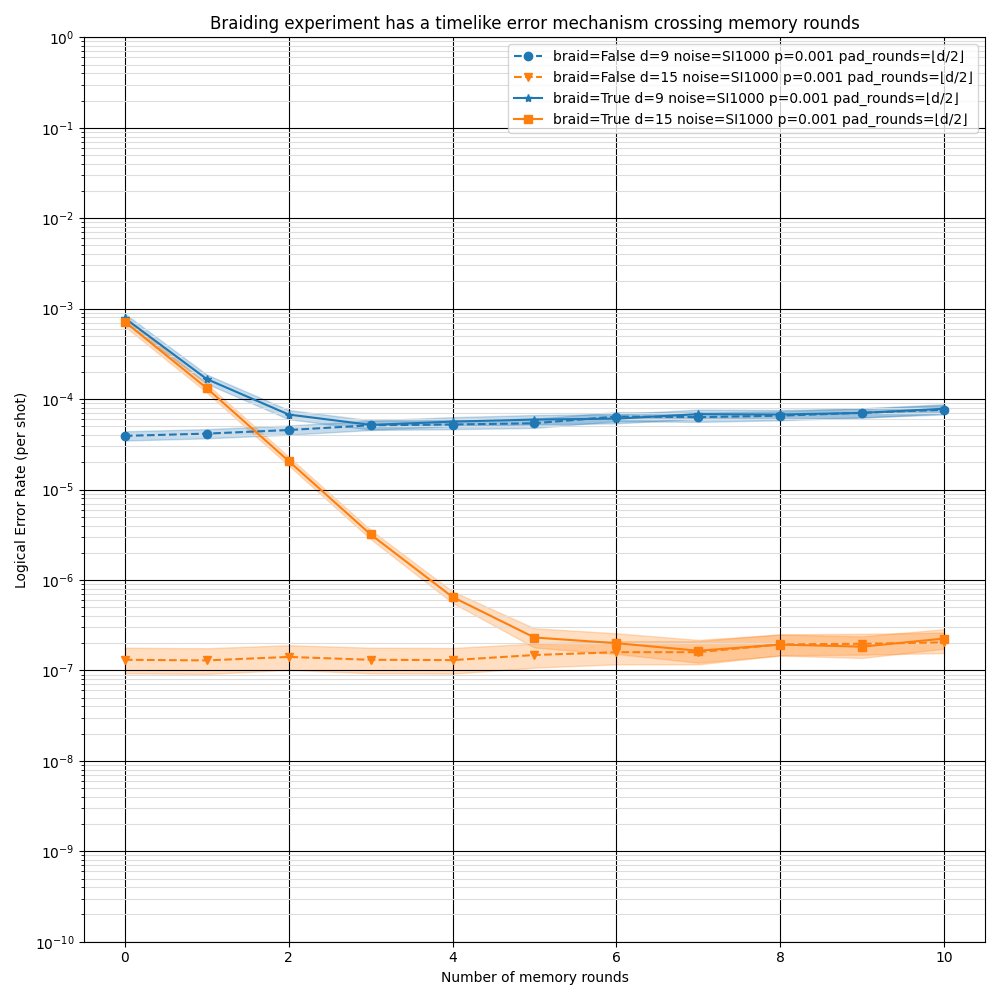 Braiding experiment has a timelike error mechanism crossing memory rounds
braid=False d=9 noise=SI1000 p=0.001 pad_rounds=⌊d/2⌋
braid=False d=15 noise=SI1000 p=0.001 pad_rounds=⌊d/2⌋
braid=True d=9 noise=SI1000 p=0.001 pad_rounds=⌊d/2⌋
braid=True d=15 noise=SI1000 p=0.001 pad_rounds=⌊d/2⌋
Logical Error Rate (per shot)
10⁰
10⁻¹
10⁻²
10⁻³
10⁻⁴
10⁻⁵
10⁻⁶
10⁻⁷
10⁻⁸
10⁻⁹
10⁻¹⁰
0 2 4 6 8 10
Number of memory rounds